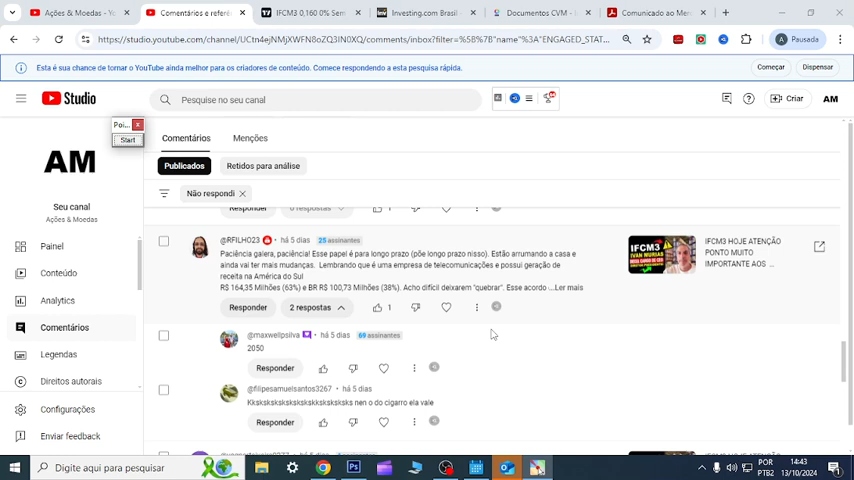 Ações & Moedas - YouTube
Comentários e referê
IFCM3 0,160 0% Sem
Investing.com Brasil -
Documentos CVM -
Comunicado ao Mer
https://studio.youtube.com/channel/UCtn4ejNMjXWFN8oZQ3IN0XQ/comments/inbox?filter=%5B%7B"name"%3A"ENGAGED_STAT...
A Pausada
Esta é sua chance de tornar o YouTube ainda melhor para os criadores de conteúdo. Comece respondendo a esta pesquisa rápida.
Começar
Dispensar
Studio
Pesquise no seu canal
Criar
AM
Poi...
Start
Comentários
Menções
Publicados
Retidos para análise
Não respondi
AM
Seu canal
Ações & Moedas
Painel
Conteúdo
Analytics
Comentários
Legendas
Direitos autorais
Configurações
Enviar feedback
Responder
@RFILHO23 • há 5 dias 25 assinantes
Paciência galera, paciência! Esse papel é para longo prazo (põe longo prazo nisso). Estão arrumando a casa e
ainda vai ter mais mudanças. Lembrando que é uma empresa de telecomunicações e possui geração de
receita na América do Sul
R$ 164,35 Milhões (63%) e BR R$ 100,73 Milhões (38%). Acho difícil deixarem "quebrar". Esse acordo ...Ler mais
Responder
2 respostas
1
IFCM3 HOJE ATENÇÃO
PONTO MUITO
IMPORTANTE AOS ...
IFCM3
IVAN MURIAS
@maxwellpsilva • há 5 dias 69 assinantes
2050
Responder
@filipesamuelsantos3267 • há 5 dias
Kksksksksksksksksksksksks nen o do cigarro ela vale
Responder
Digite aqui para pesquisar
POR
PTB2
14:43
13/10/2024